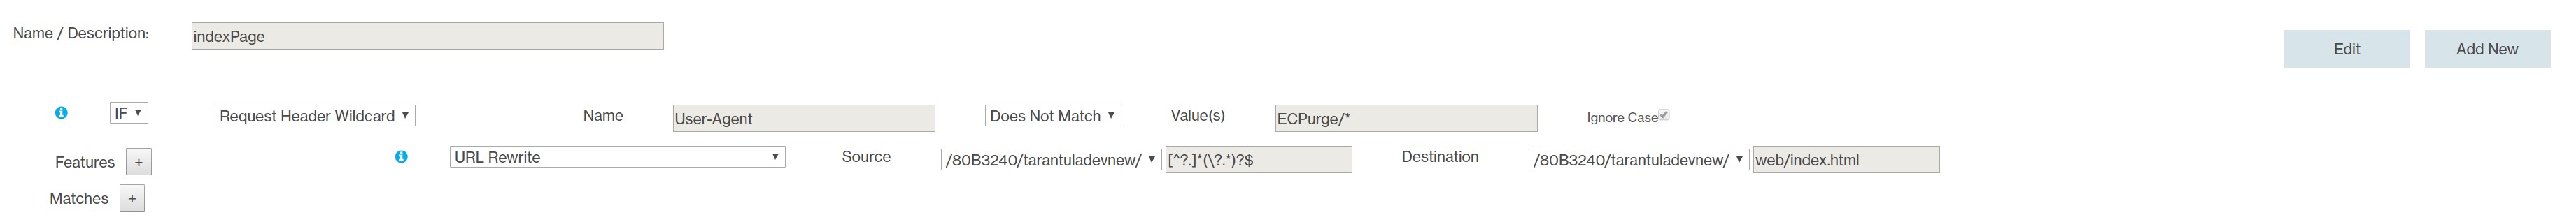 Name / Description: indexPage
Edit Add New
IF Request Header Wildcard Name User-Agent Does Not Match Value(s) ECPurge/* Ignore Case
Features + URL Rewrite Source /80B3240/tarantuladevnew/ [^?.]*(\?.*)?$ Destination /80B3240/tarantuladevnew/ web/index.html
Matches +